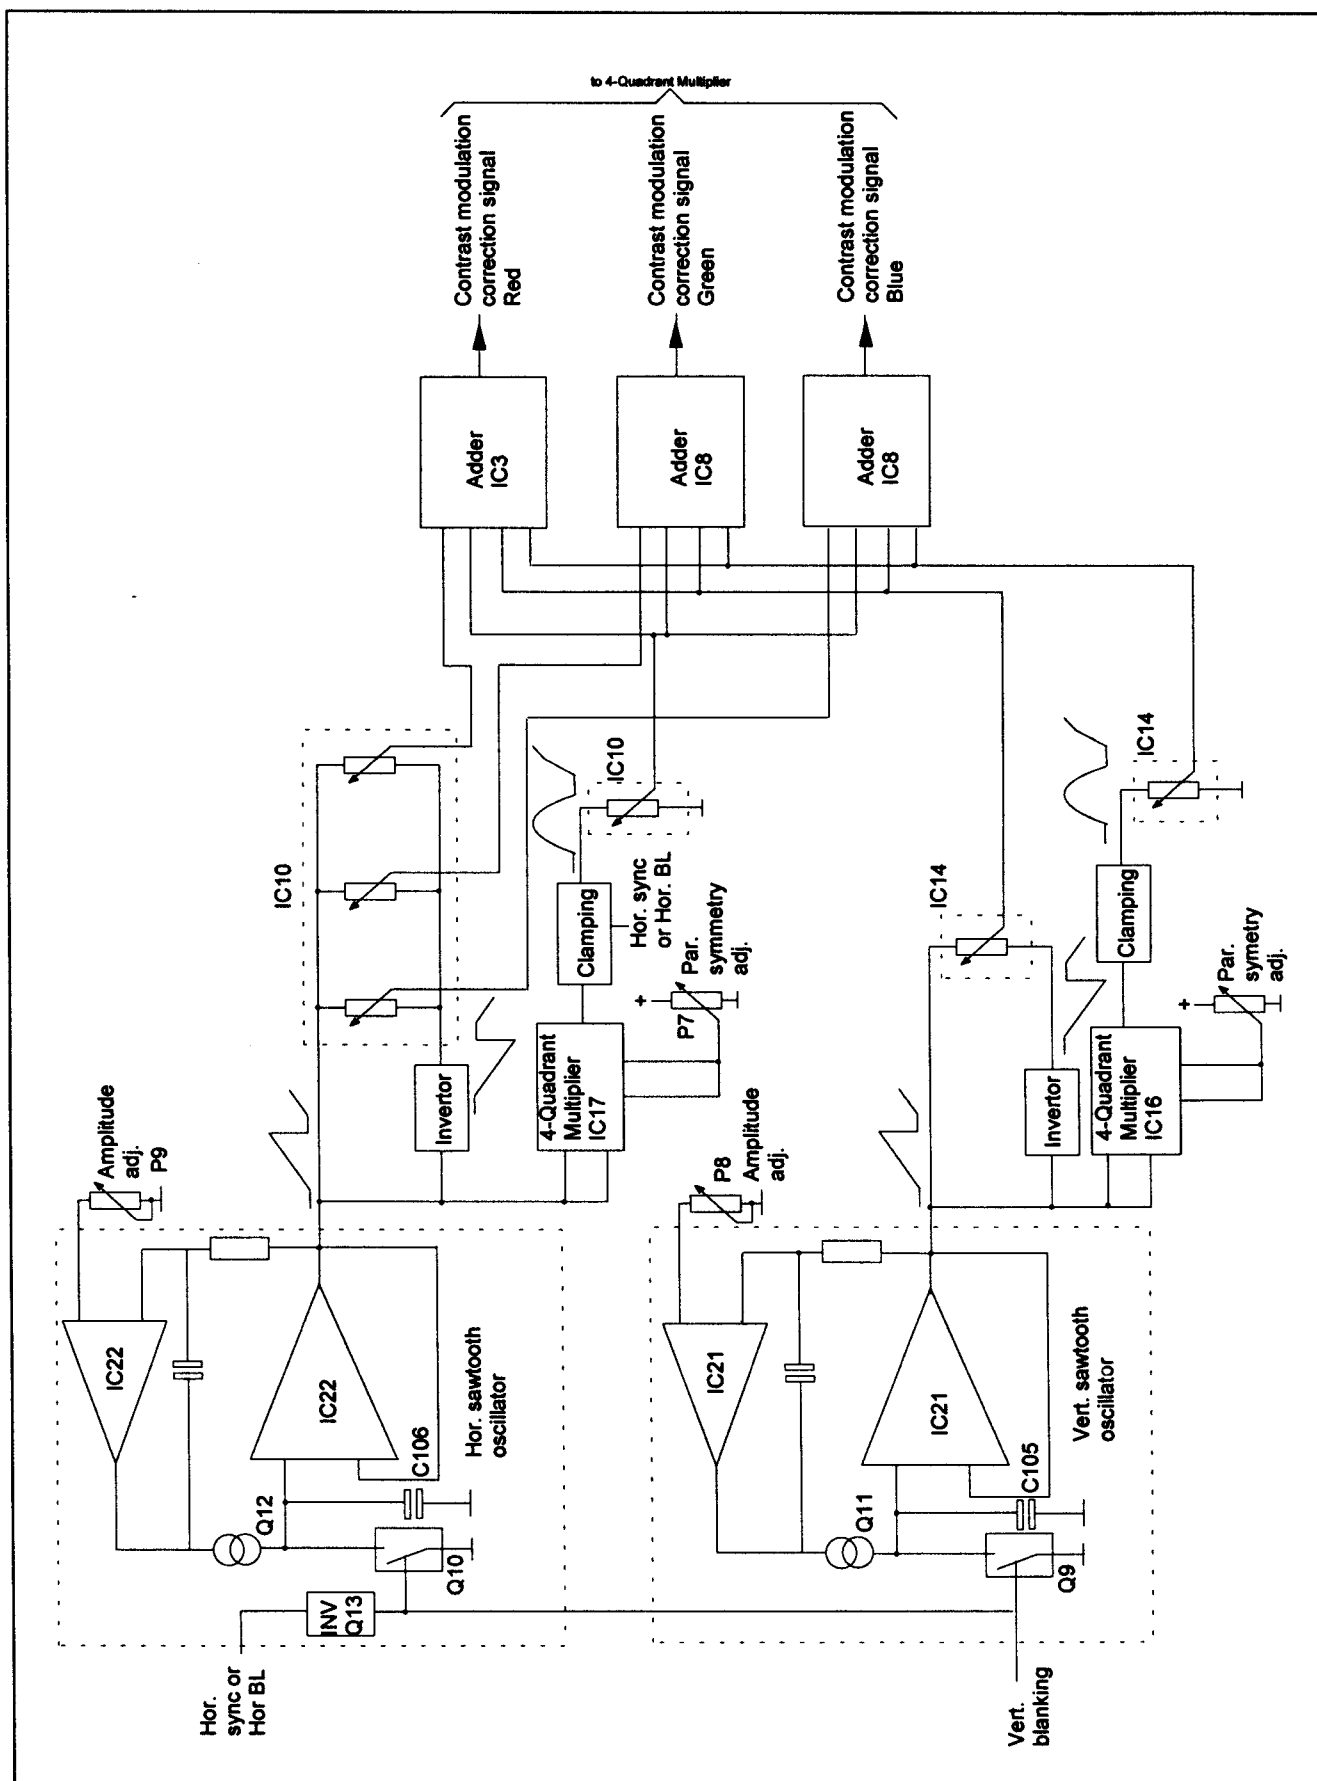 to 4-Quadrant Multiplier
Contrast modulation
correction signal
Red
Contrast modulation
correction signal
Green
Contrast modulation
correction signal
Blue
Adder
IC3
Adder
IC8
Adder
IC8
IC10
IC10
Clamping
Hor. sync
or Hor. BL
+
P7
Par.
symmetry
adj.
Invertor
4-Quadrant
Multiplier
IC17
Amplitude
adj.
P9
IC22
IC22
C106
Hor. sawtooth
oscillator
Q12
Q10
INV
Q13
Hor.
sync or
Hor BL
IC14
IC14
Clamping
+
Par.
symetry
adj.
Invertor
4-Quadrant
Multiplier
IC16
P8
Amplitude
adj.
IC21
IC21
C105
Vert. sawtooth
oscillator
Q11
Q9
Vert.
blanking